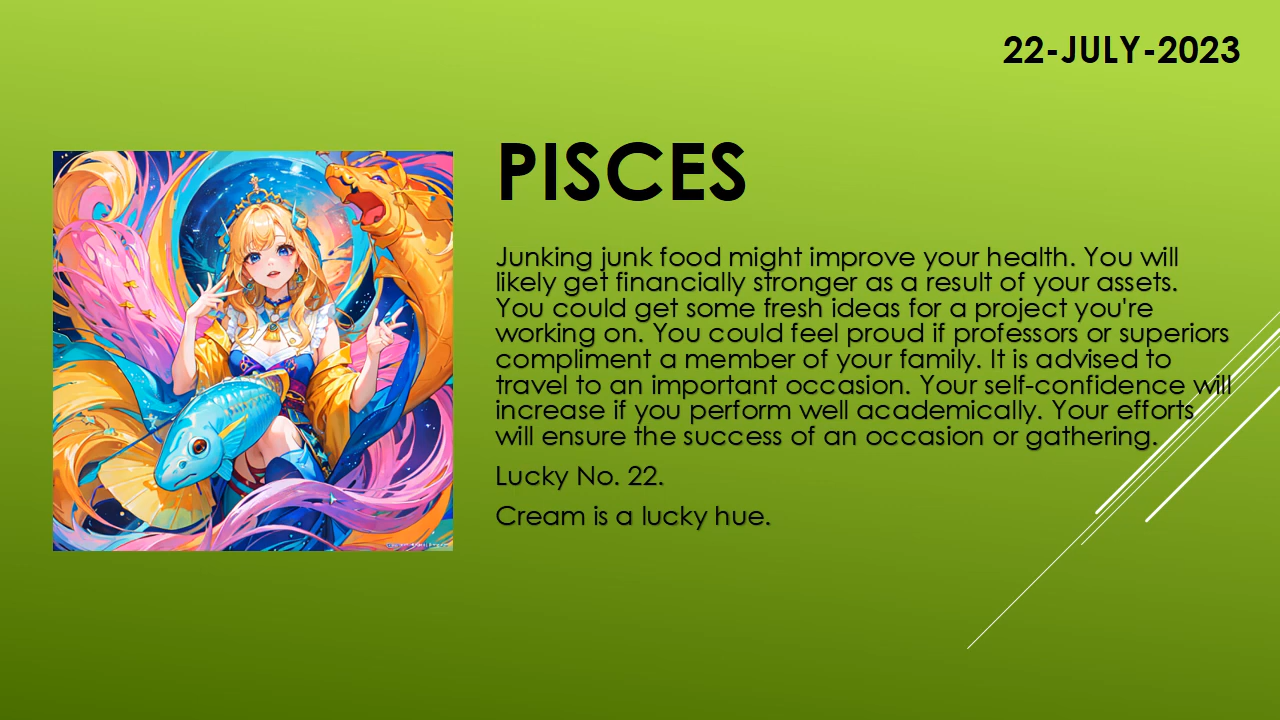 22-JULY-2023
PISCES
Junking junk food might improve your health. You will
likely get financially stronger as a result of your assets.
You could get some fresh ideas for a project you're
working on. You could feel proud if professors or superiors
compliment a member of your family. It is advised to
travel to an important occasion. Your self-confidence will
increase if you perform well academically. Your efforts
will ensure the success of an occasion or gathering.
Lucky No. 22.
Cream is a lucky hue.